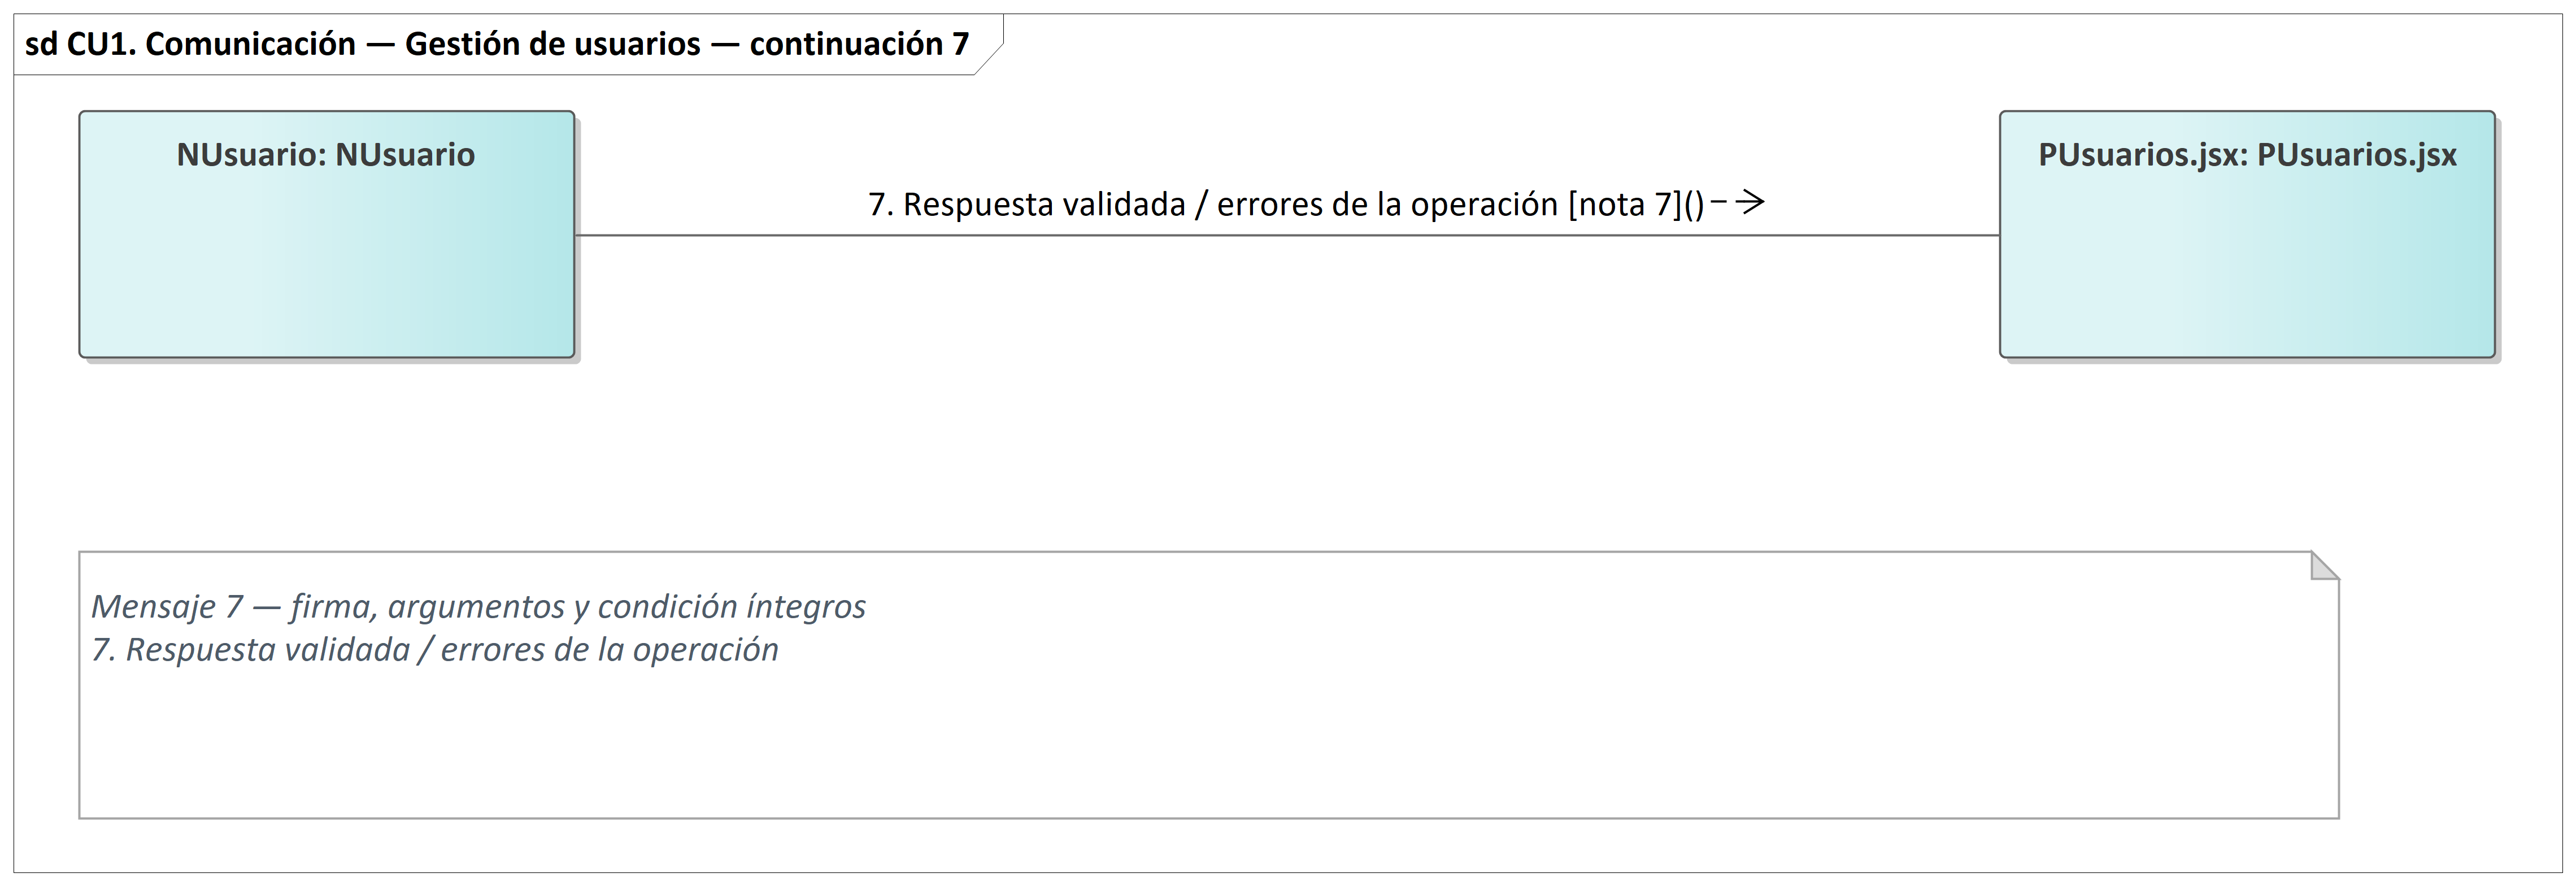 sd CU1. Comunicación — Gestión de usuarios — continuación 7
NUsuario: NUsuario
PUsuarios.jsx: PUsuarios.jsx
7. Respuesta validada / errores de la operación [nota 7]()
Mensaje 7 — firma, argumentos y condición íntegros
7. Respuesta validada / errores de la operación